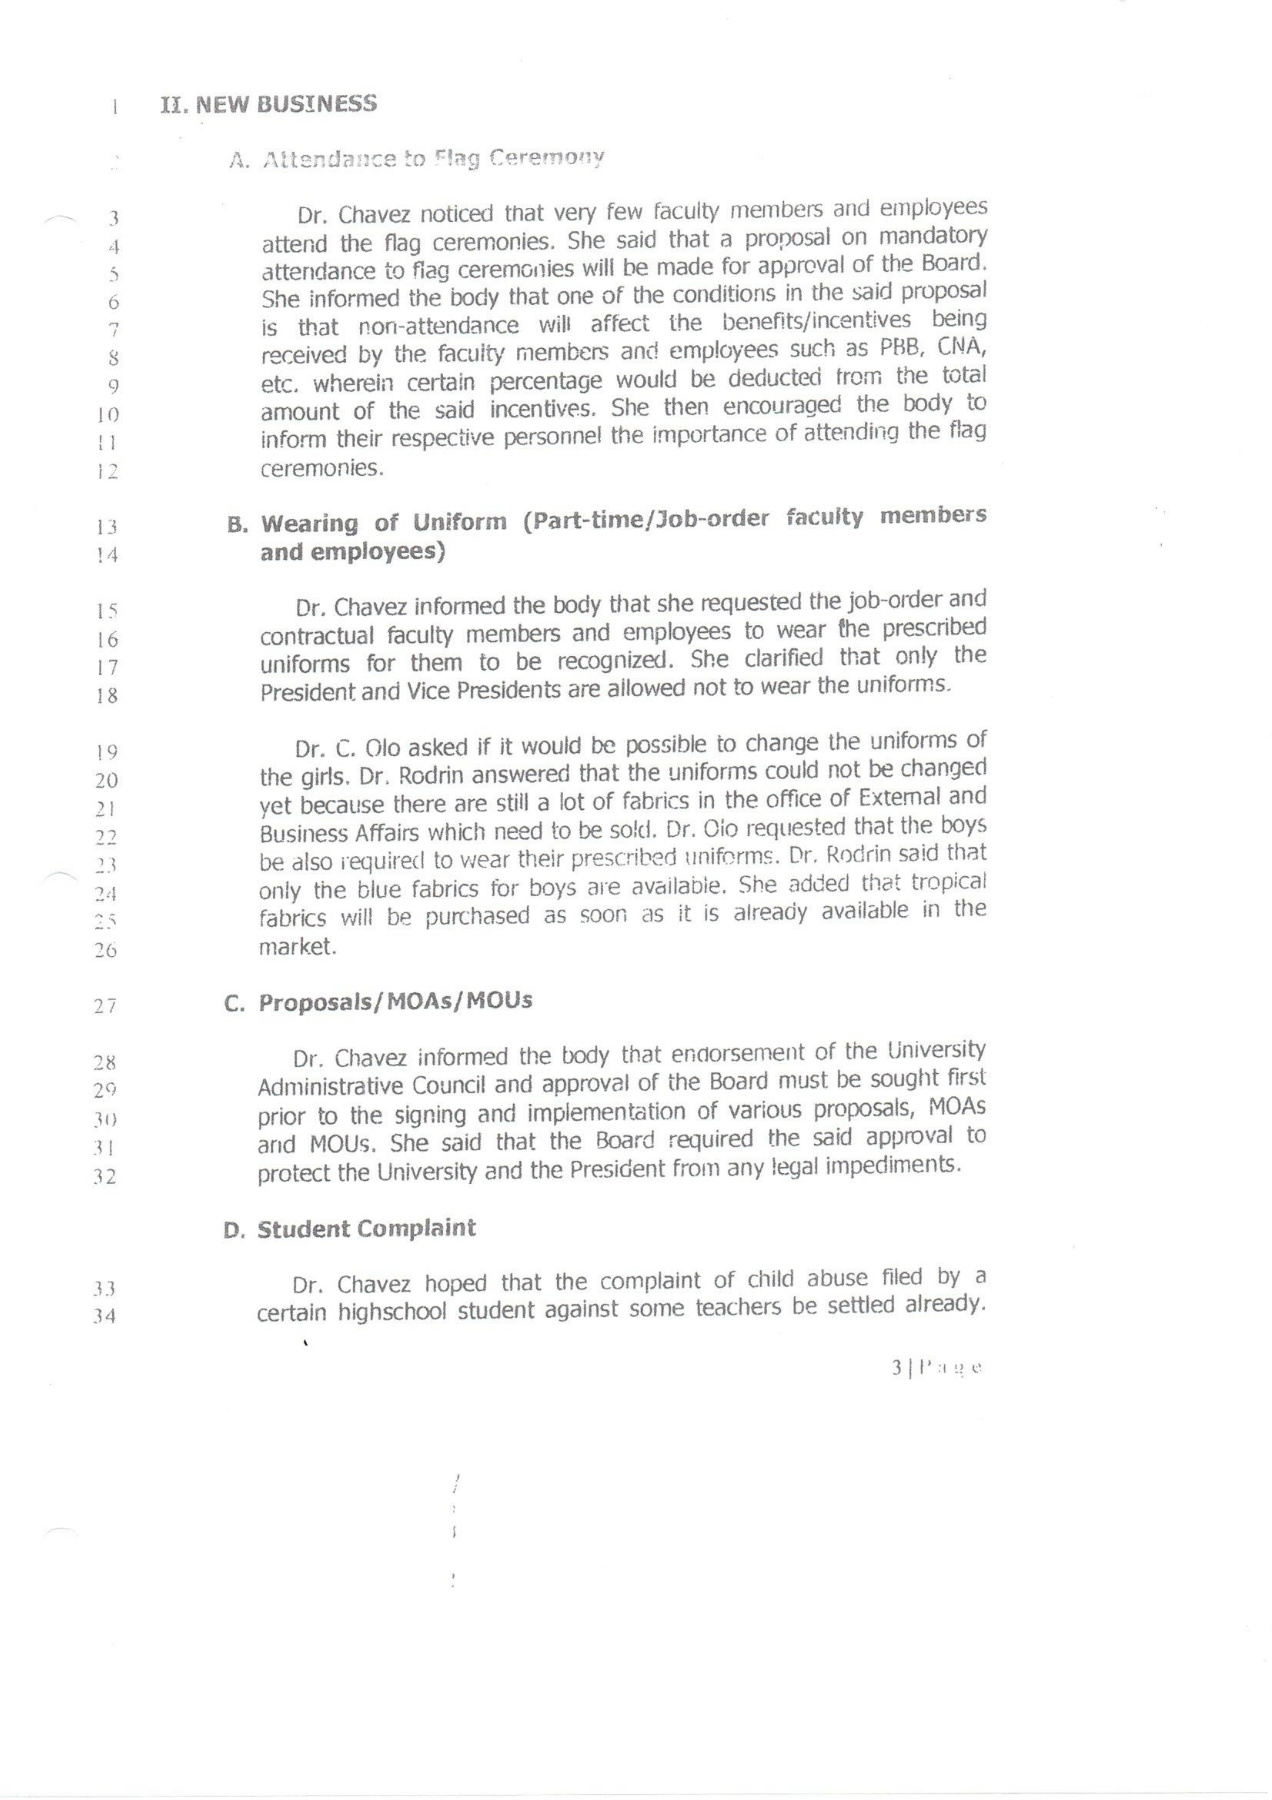 1 II. NEW BUSINESS
2 A. Attendance to Flag Ceremony
3 Dr. Chavez noticed that very few faculty members and employees
4 attend the flag ceremonies. She said that a proposal on mandatory
5 attendance to flag ceremonies will be made for approval of the Board.
6 She informed the body that one of the conditions in the said proposal
7 is that non-attendance will affect the benefits/incentives being
8 received by the faculty members and employees such as PBB, CNA,
9 etc. wherein certain percentage would be deducted from the total
10 amount of the said incentives. She then encouraged the body to
11 inform their respective personnel the importance of attending the flag
12 ceremonies.
13 B. Wearing of Uniform (Part-time/Job-order faculty members
14 and employees)
15 Dr. Chavez informed the body that she requested the job-order and
16 contractual faculty members and employees to wear the prescribed
17 uniforms for them to be recognized. She clarified that only the
18 President and Vice Presidents are allowed not to wear the uniforms.
19 Dr. C. Olo asked if it would be possible to change the uniforms of
20 the girls. Dr. Rodrin answered that the uniforms could not be changed
21 yet because there are still a lot of fabrics in the office of External and
22 Business Affairs which need to be sold. Dr. Olo requested that the boys
23 be also required to wear their prescribed uniforms. Dr. Rodrin said that
24 only the blue fabrics for boys are available. She added that tropical
25 fabrics will be purchased as soon as it is already available in the
26 market.
27 C. Proposals/MOAs/MOUs
28 Dr. Chavez informed the body that endorsement of the University
29 Administrative Council and approval of the Board must be sought first
30 prior to the signing and implementation of various proposals, MOAs
31 and MOUs. She said that the Board required the said approval to
32 protect the University and the President from any legal impediments.
D. Student Complaint
33 Dr. Chavez hoped that the complaint of child abuse filed by a
34 certain highschool student against some teachers be settled already.
3 | Page